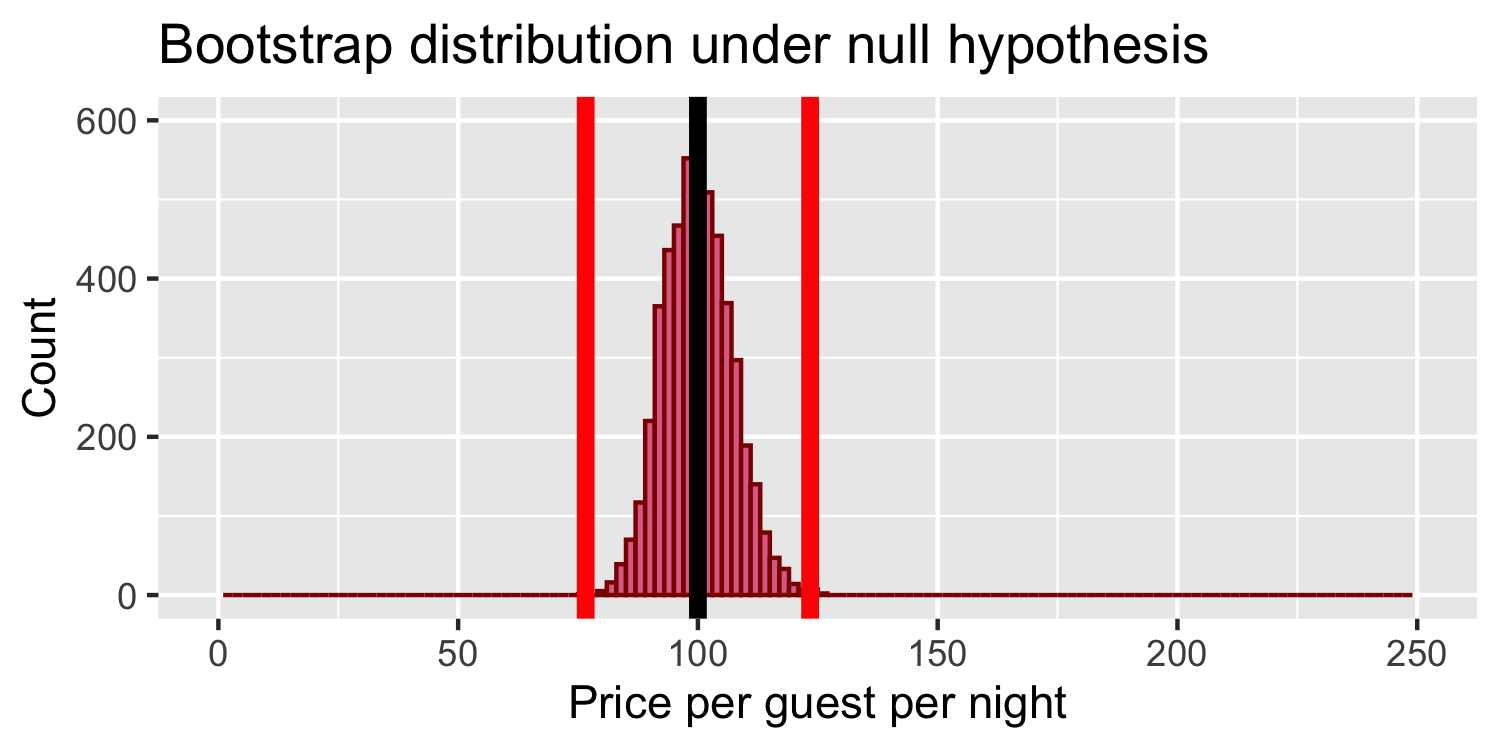 Bootstrap distribution under null hypothesis
600
400
200
0
Count
0 50 100 150 200 250
Price per guest per night